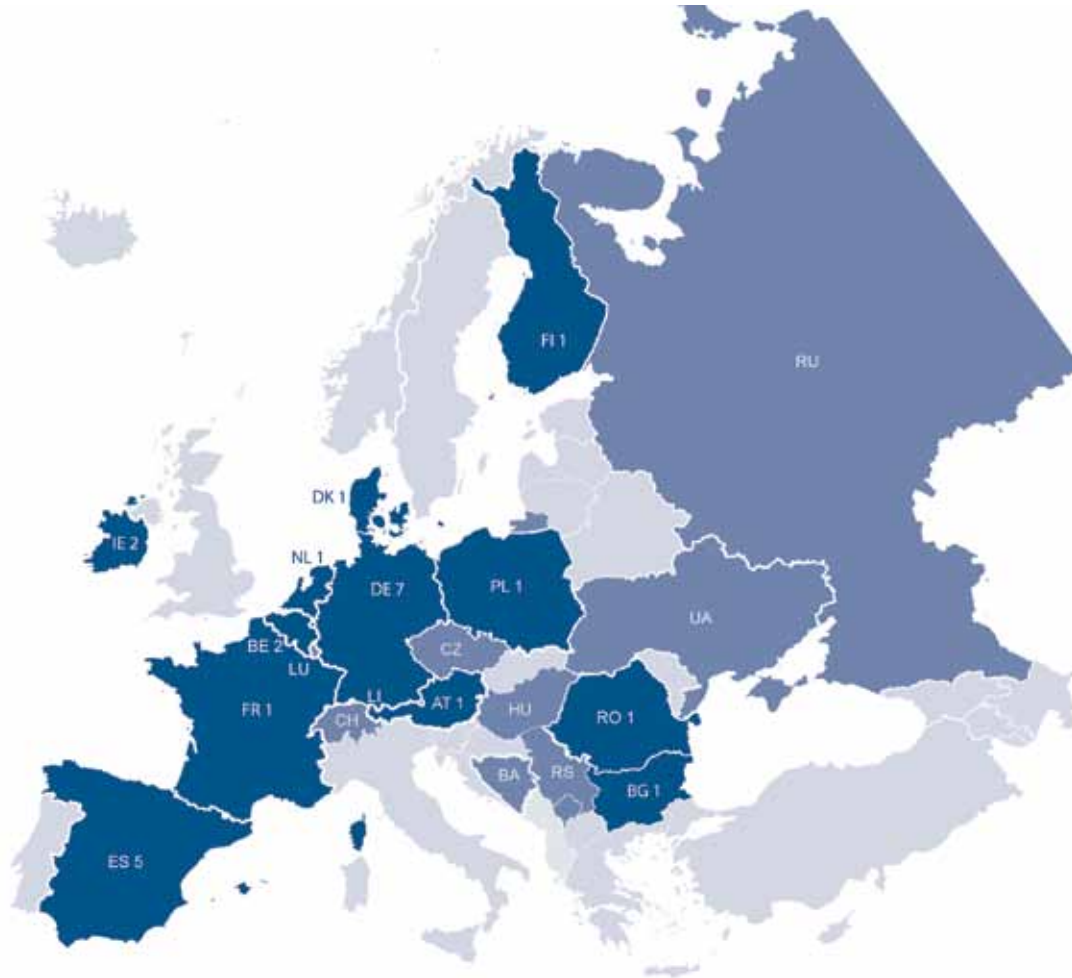 FI 1
RU
DK 1
IE 2
NL 1
DE 7
PL 1
UA
BE 2
CZ
LU
LI
AT 1
FR 1
CH
HU
RO 1
BA
RS
BG 1
ES 5